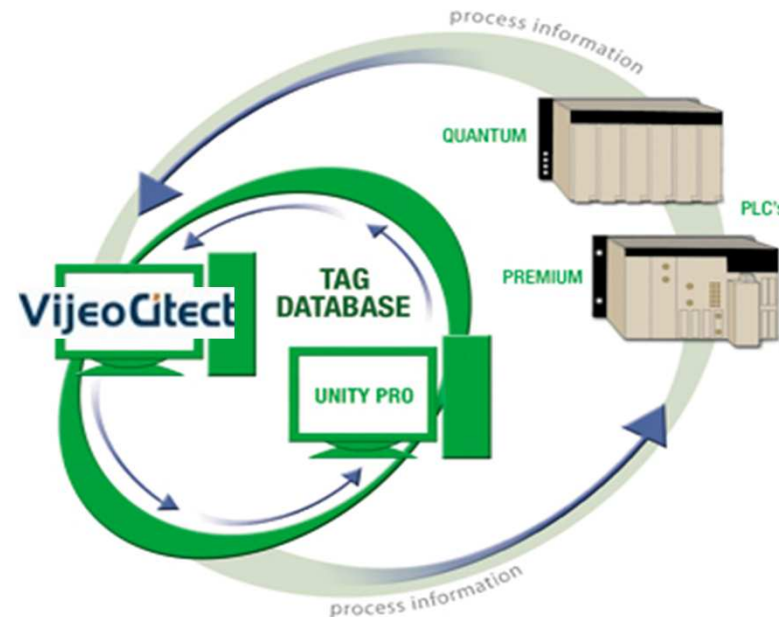 process information
QUANTUM
PLC's
PREMIUM
TAG
DATABASE
VijeoCitect
UNITY PRO
process information